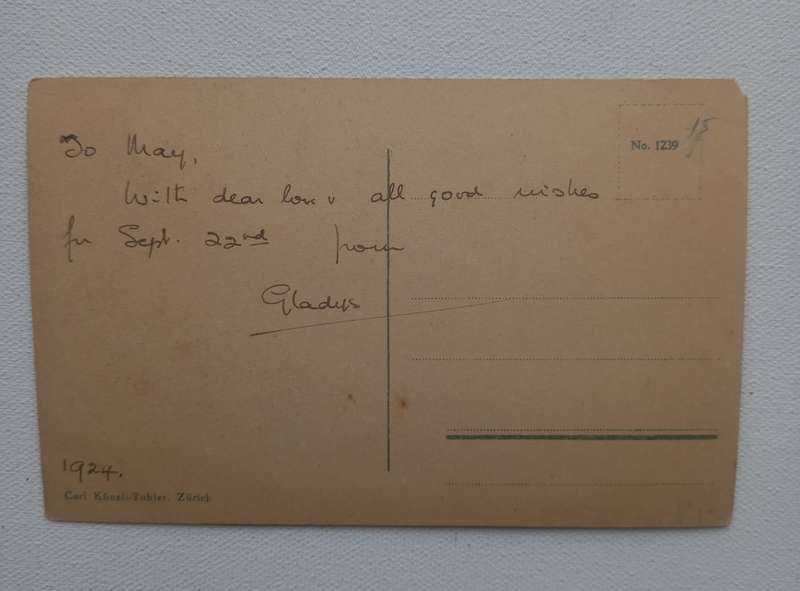 To May,
With dear love & all good wishes
for Sept. 22nd from
Gladys
1924.
Carl Künzli-Tobler, Zürich
No. 1239
15